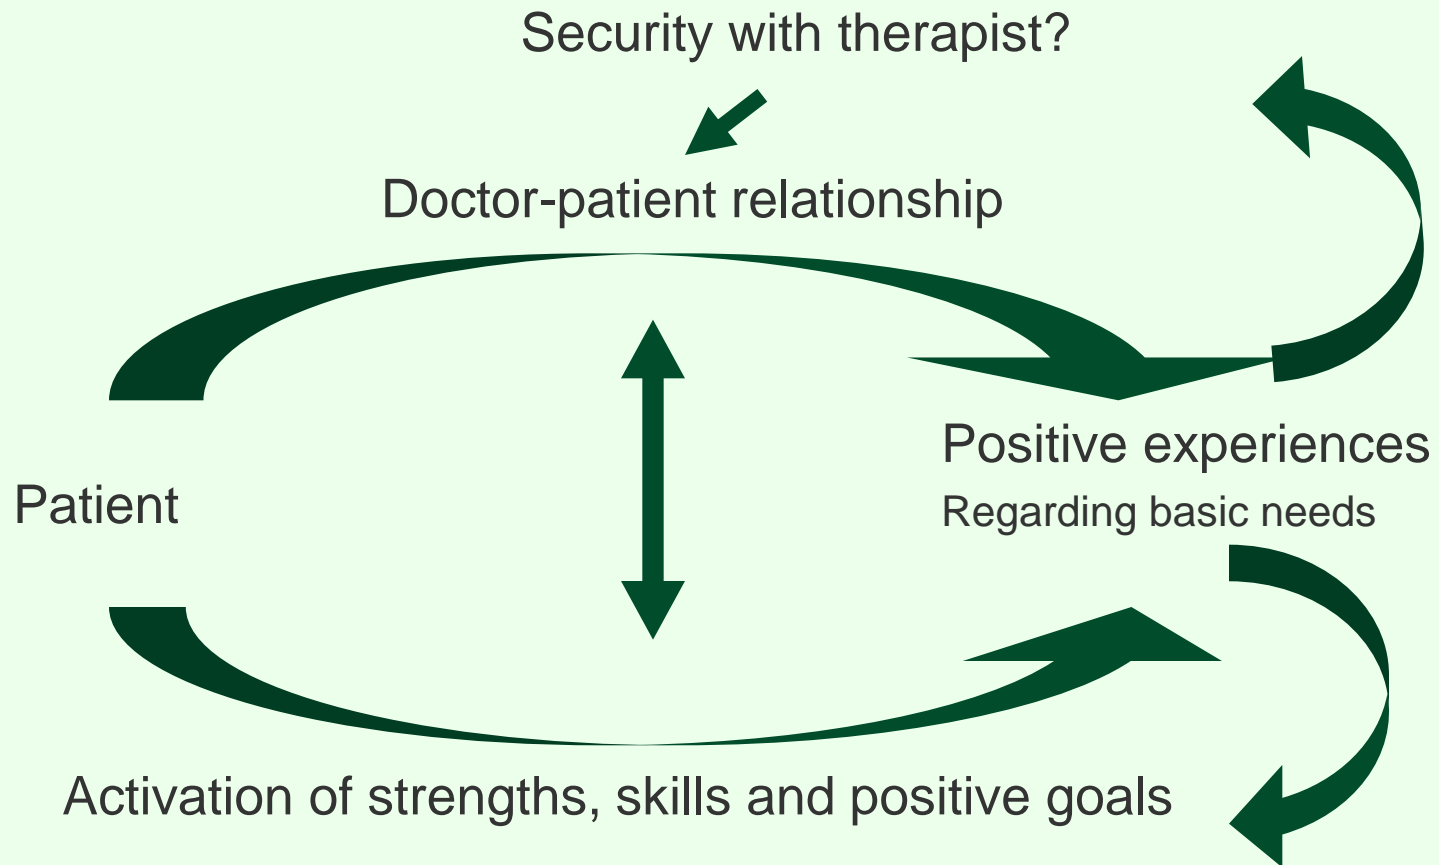 Security with therapist?
Doctor-patient relationship
Positive experiences
Regarding basic needs
Patient
Activation of strengths, skills and positive goals